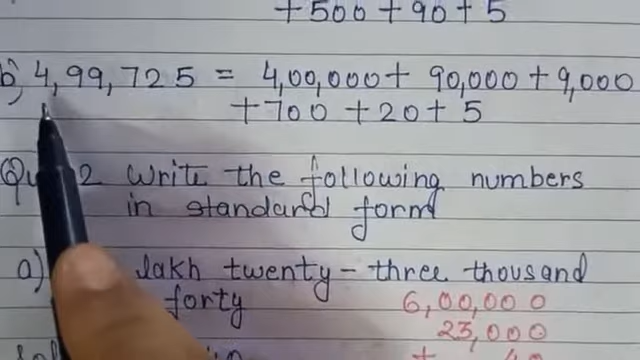 +500 + 90 + 5
b) 4,99,725 = 4,00,000 + 90,000 + 9,000
+700 + 20 + 5
2 Write the following numbers
in standard form
a) lakh twenty-three thousand
forty 6,00,000
23,000
+ 40